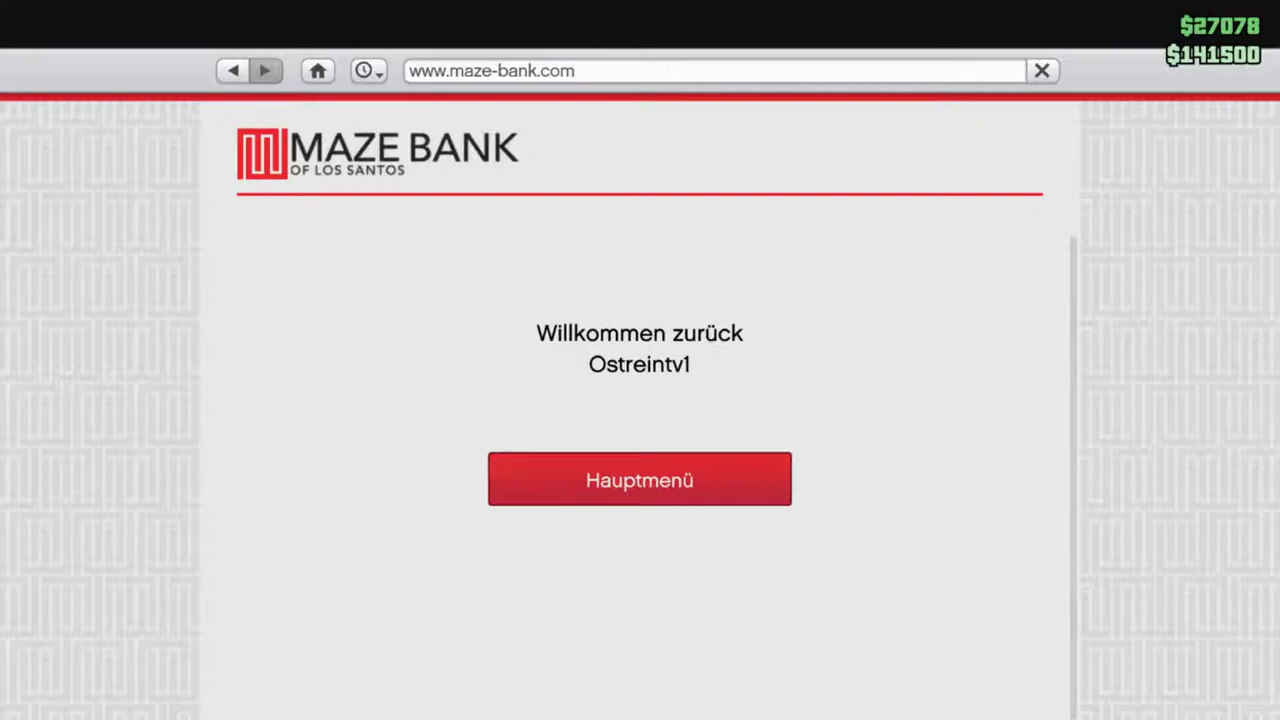 $27078
$141500
www.maze-bank.com
MAZE BANK
OF LOS SANTOS
Willkommen zurück
Ostreintv1
Hauptmenü